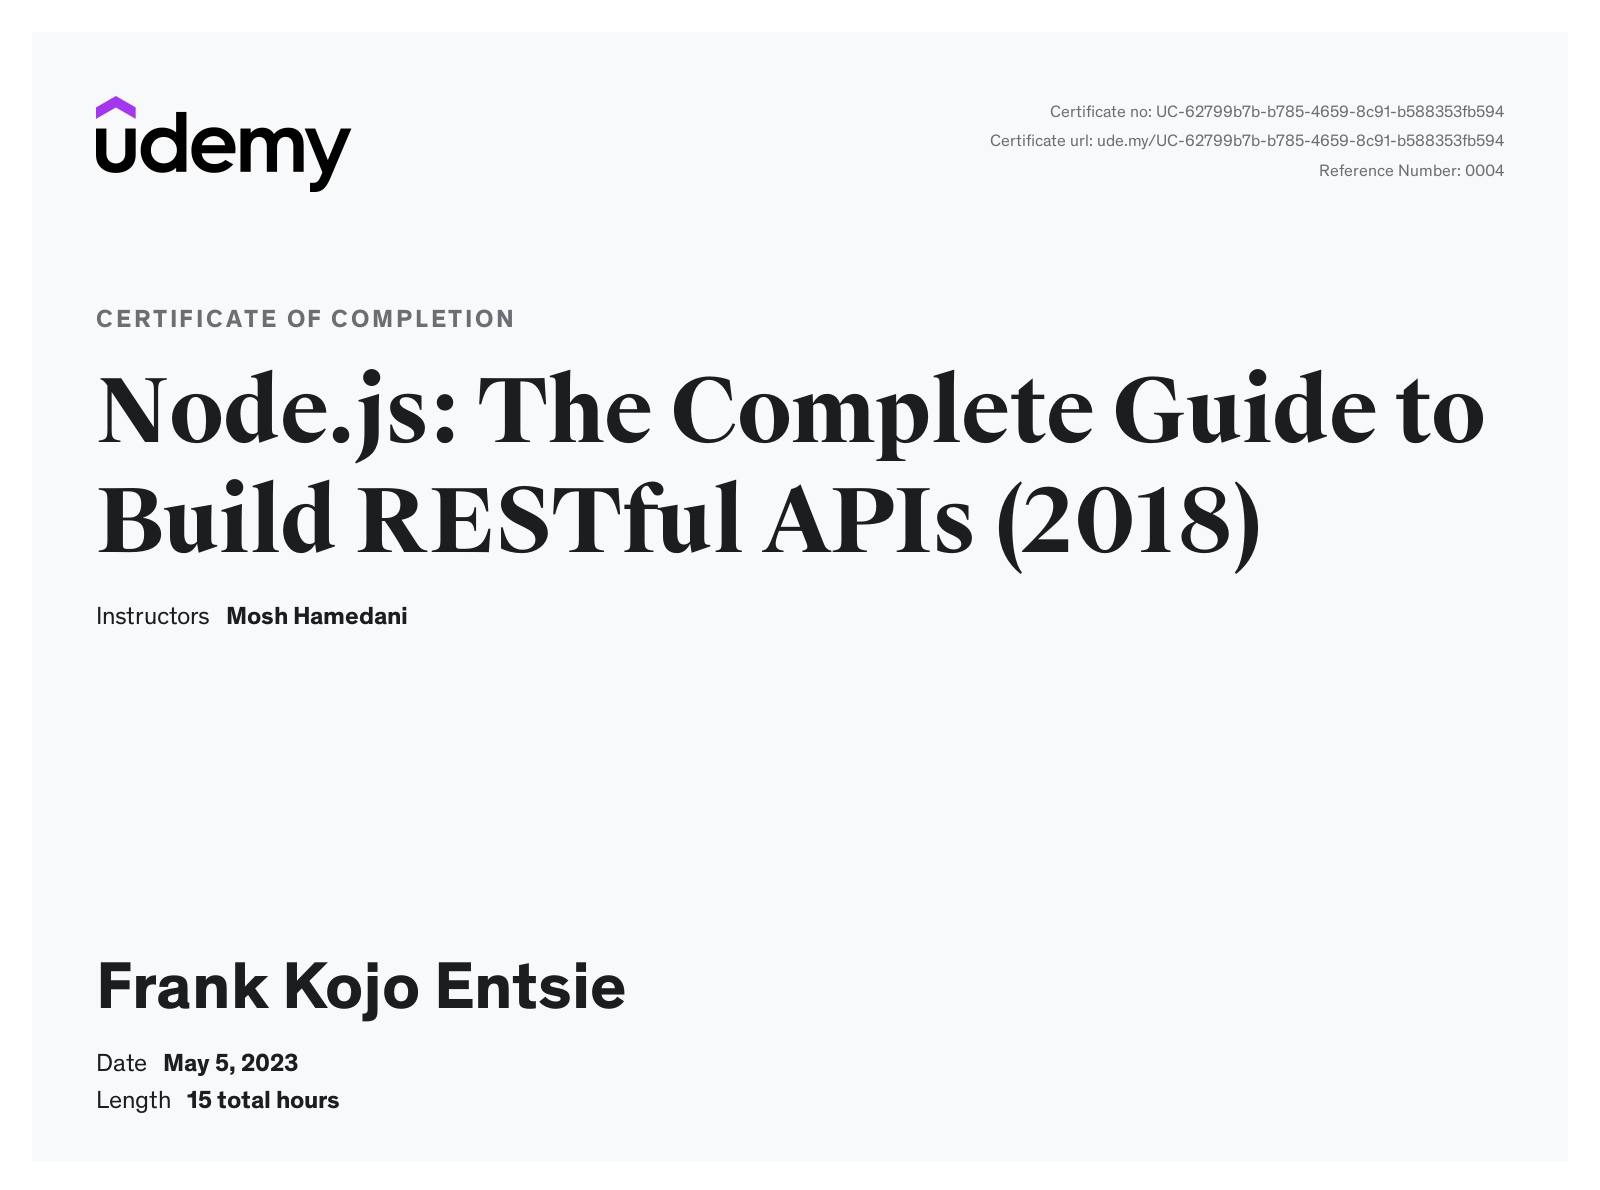 udemy
Certificate no: UC-62799b7b-b785-4659-8c91-b588353fb594
Certificate url: ude.my/UC-62799b7b-b785-4659-8c91-b588353fb594
Reference Number: 0004
CERTIFICATE OF COMPLETION
Node.js: The Complete Guide to
Build RESTful APIs (2018)
Instructors Mosh Hamedani
Frank Kojo Entsie
Date May 5, 2023
Length 15 total hours